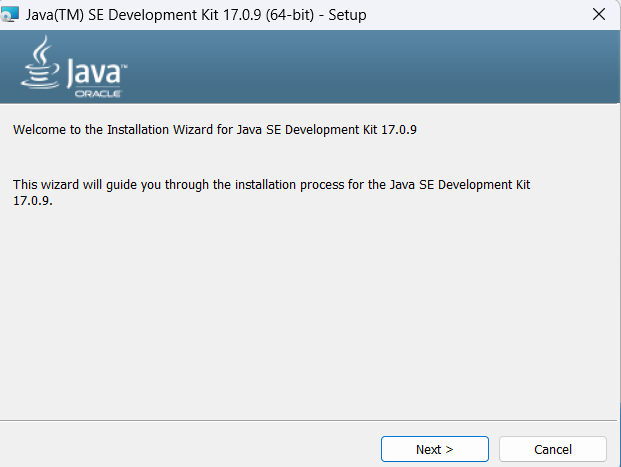 Java(TM) SE Development Kit 17.0.9 (64-bit) - Setup
Java™
ORACLE
Welcome to the Installation Wizard for Java SE Development Kit 17.0.9
This wizard will guide you through the installation process for the Java SE Development Kit
17.0.9.
Next >
Cancel